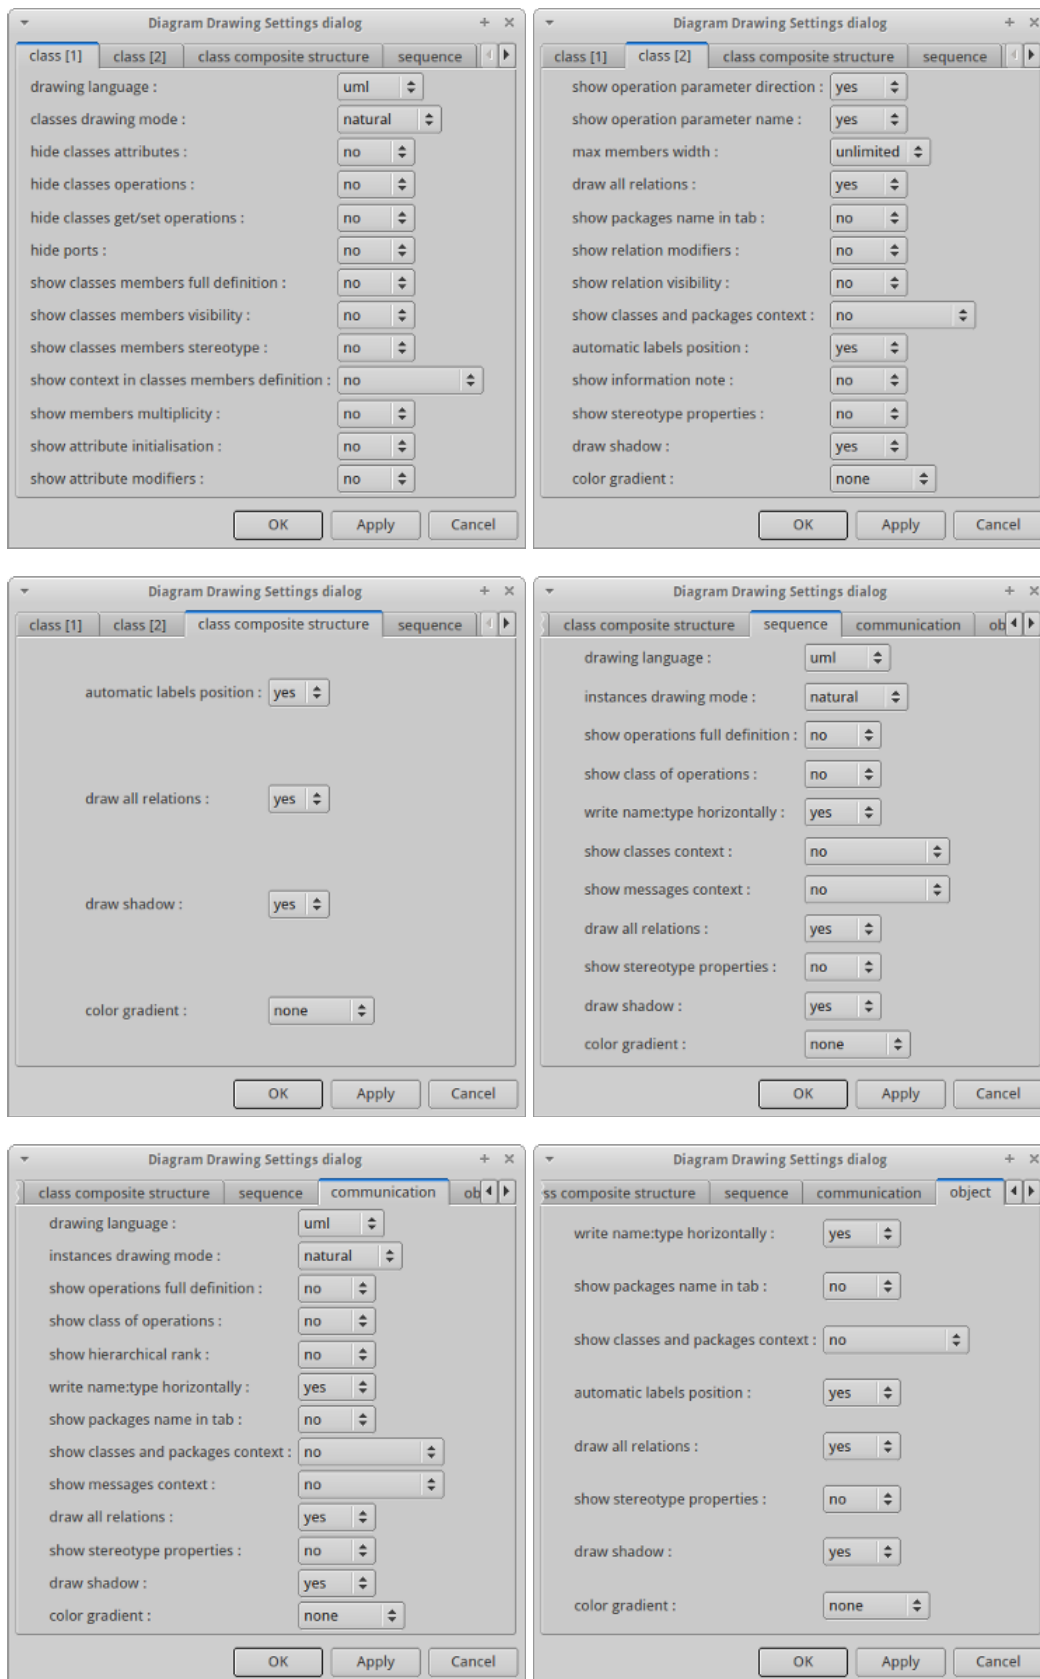 Diagram Drawing Settings dialog
class [1] class [2] class composite structure sequence
drawing language : uml
classes drawing mode : natural
hide classes attributes : no
hide classes operations : no
hide classes get/set operations : no
hide ports : no
show classes members full definition : no
show classes members visibility : no
show classes members stereotype : no
show context in classes members definition : no
show members multiplicity : no
show attribute initialisation : no
show attribute modifiers : no
OK Apply Cancel
Diagram Drawing Settings dialog
class [1] class [2] class composite structure sequence
show operation parameter direction : yes
show operation parameter name : yes
max members width : unlimited
draw all relations : yes
show packages name in tab : no
show relation modifiers : no
show relation visibility : no
show classes and packages context : no
automatic labels position : yes
show information note : no
show stereotype properties : no
draw shadow : yes
color gradient : none
OK Apply Cancel
Diagram Drawing Settings dialog
class [1] class [2] class composite structure sequence
automatic labels position : yes
draw all relations : yes
draw shadow : yes
color gradient : none
OK Apply Cancel
Diagram Drawing Settings dialog
class composite structure sequence communication ob
drawing language : uml
instances drawing mode : natural
show operations full definition : no
show class of operations : no
write name:type horizontally : yes
show classes context : no
show messages context : no
draw all relations : yes
show stereotype properties : no
draw shadow : yes
color gradient : none
OK Apply Cancel
Diagram Drawing Settings dialog
class composite structure sequence communication ob
drawing language : uml
instances drawing mode : natural
show operations full definition : no
show class of operations : no
show hierarchical rank : no
write name:type horizontally : yes
show packages name in tab : no
show classes and packages context : no
show messages context : no
draw all relations : yes
show stereotype properties : no
draw shadow : yes
color gradient : none
OK Apply Cancel
Diagram Drawing Settings dialog
ss composite structure sequence communication object
write name:type horizontally : yes
show packages name in tab : no
show classes and packages context : no
automatic labels position : yes
draw all relations : yes
show stereotype properties : no
draw shadow : yes
color gradient : none
OK Apply Cancel